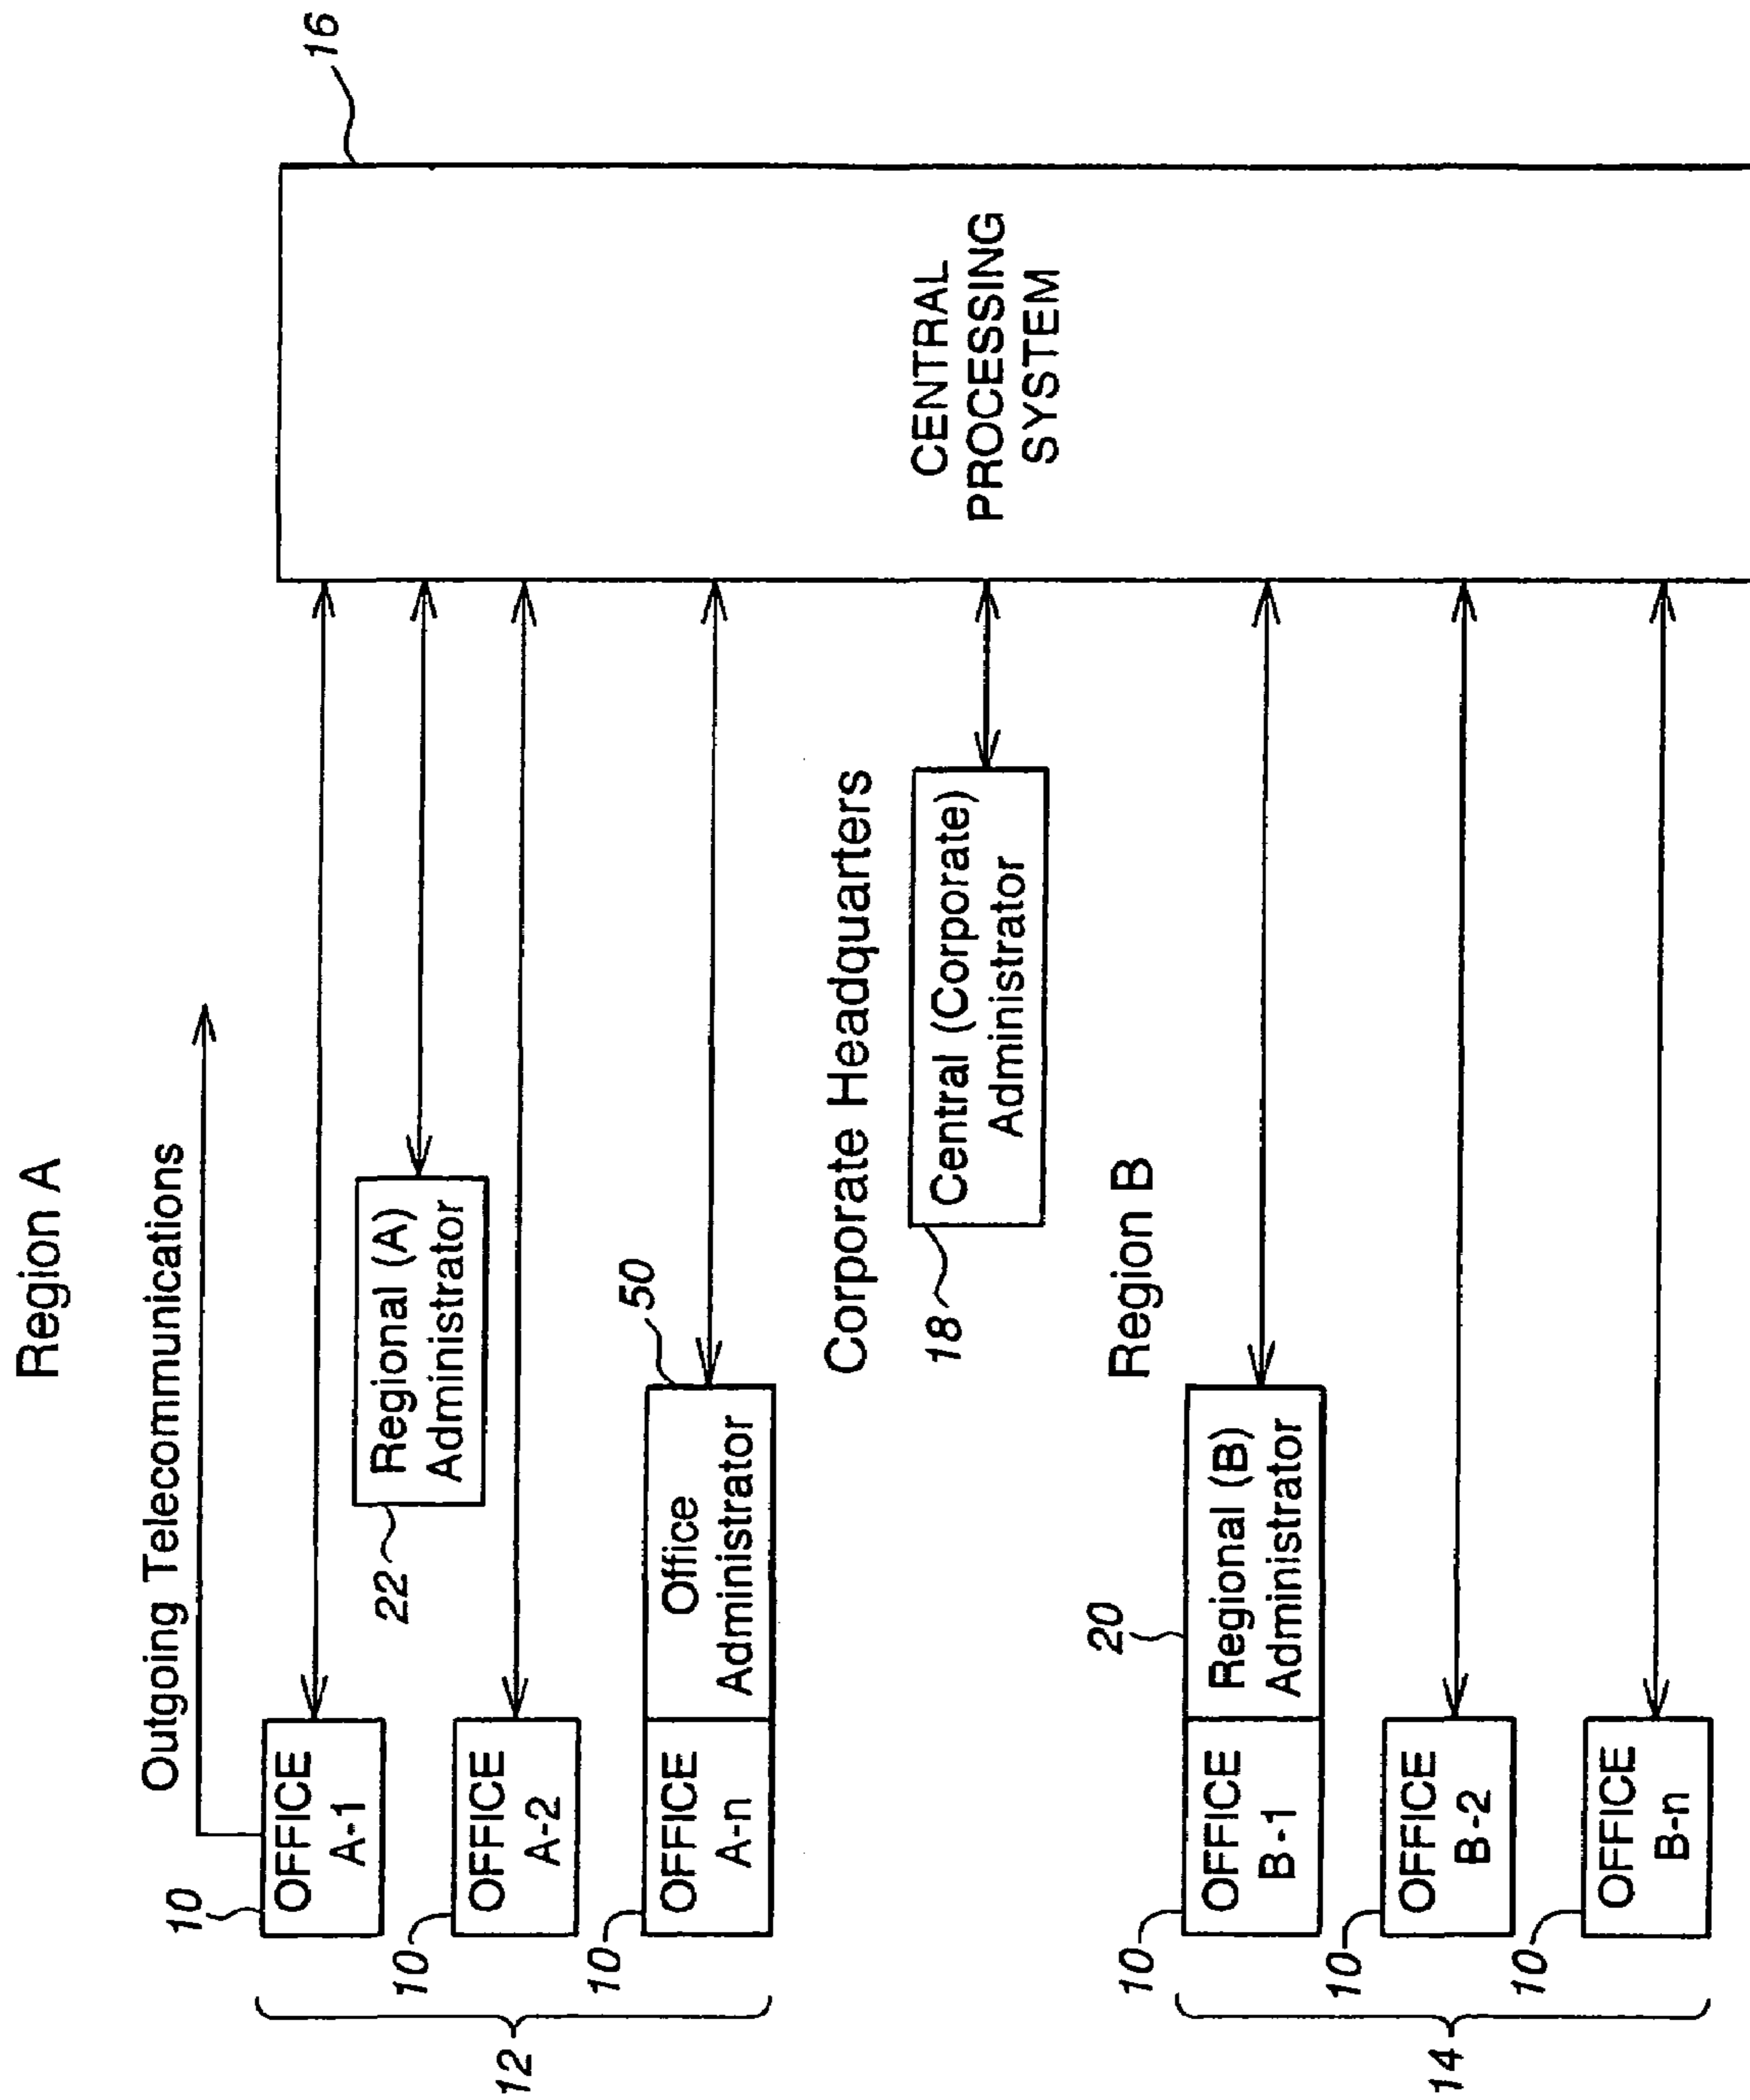 Region A
Outgoing Telecommunications
10
OFFICE
A-1
16
22
Regional (A)
Administrator
10
OFFICE
A-2
12
10
OFFICE
A-n
Office
Administrator
50
CENTRAL
PROCESSING
SYSTEM
Corporate Headquarters
18
Central (Corporate)
Administrator
Region B
10
OFFICE
B-1
20
Regional (B)
Administrator
10
OFFICE
B-2
14
10
OFFICE
B-n